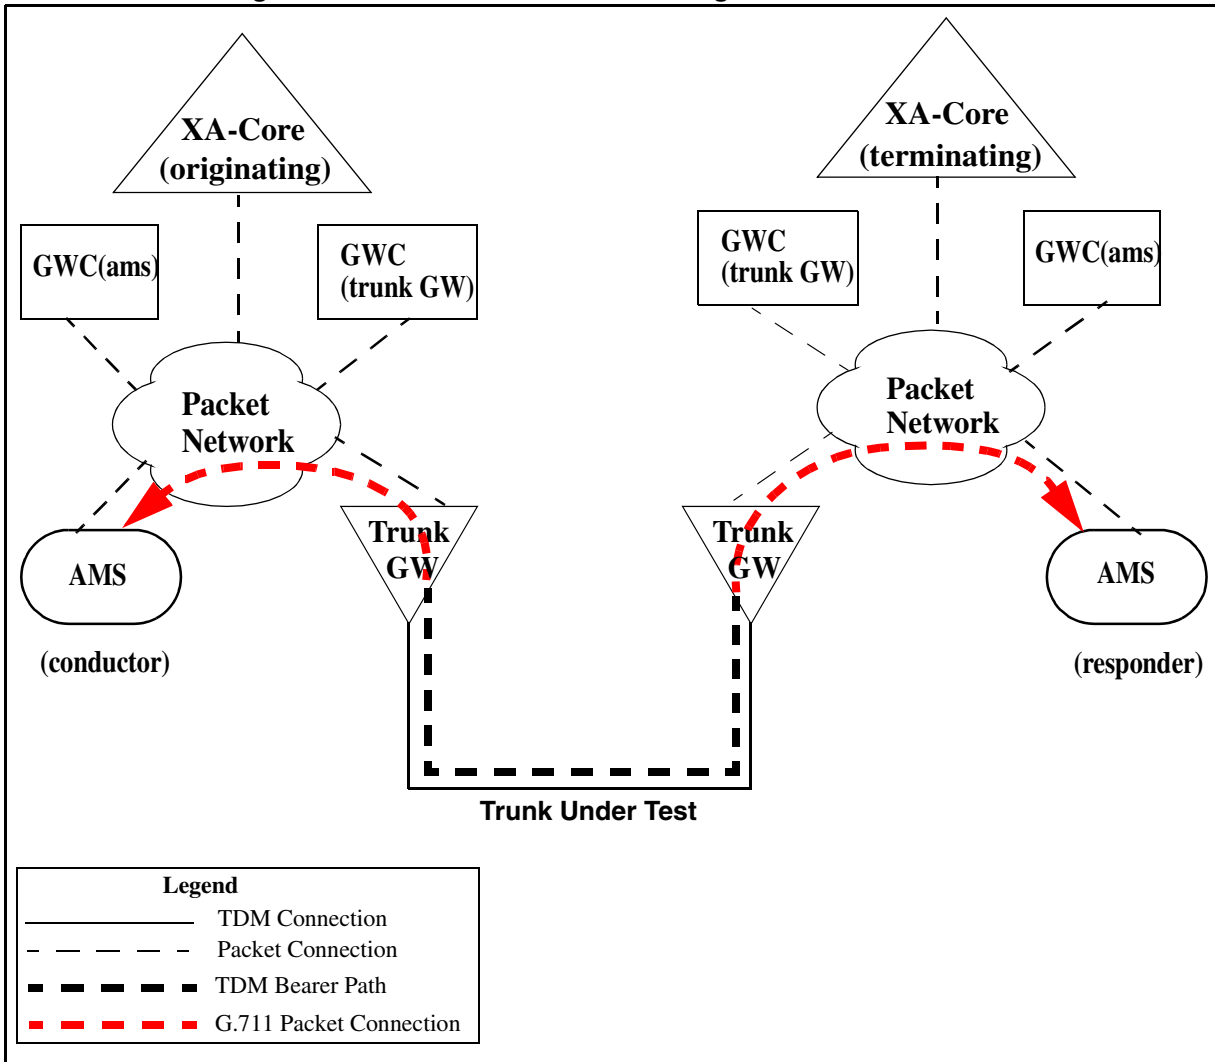 XA-Core
(originating)
XA-Core
(terminating)
GWC(ams)
GWC
(trunk GW)
GWC
(trunk GW)
GWC(ams)
Packet
Network
Packet
Network
Trunk
GW
Trunk
GW
AMS
AMS
(conductor)
(responder)
Trunk Under Test
Legend
TDM Connection
Packet Connection
TDM Bearer Path
G.711 Packet Connection